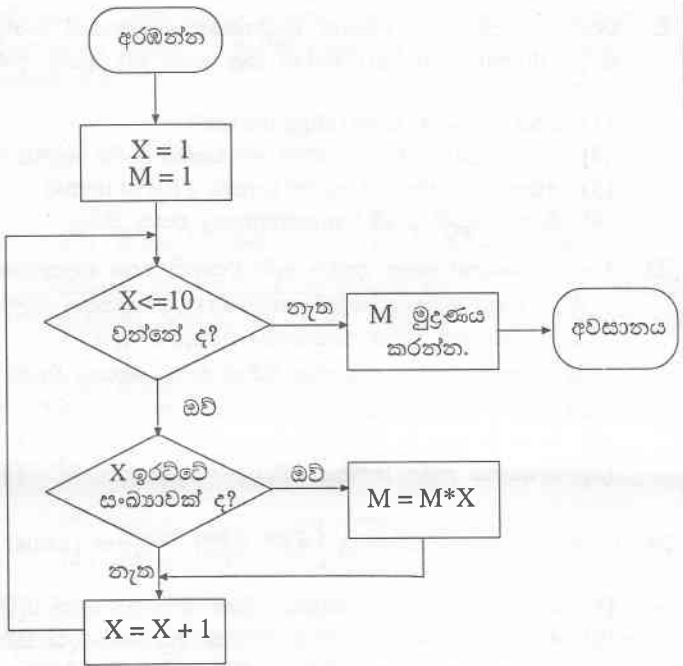 අරඹන්න
X = 1
M = 1
X<=10
වන්නේ ද?
නැත
M මුද්‍රණය
කරන්න.
අවසානය
ඔව්
X ඉරට්ටේ
සංඛ්‍යාවක් ද?
ඔව්
M = M*X
නැත
X = X + 1